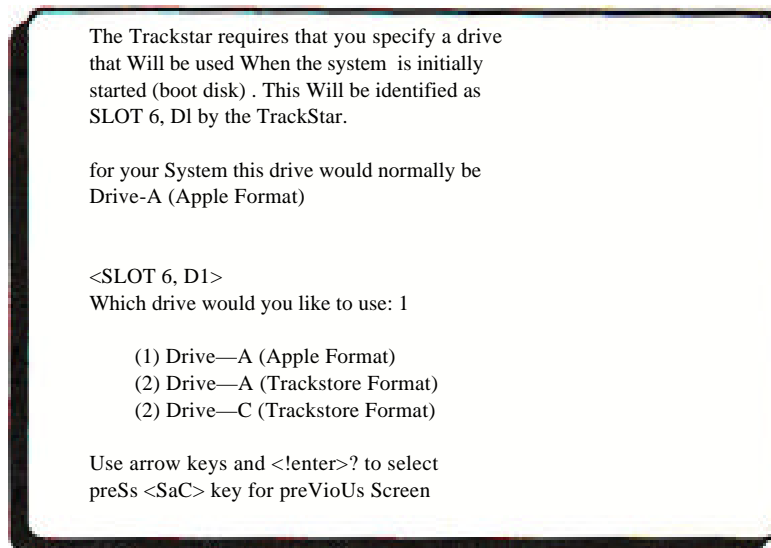 The Trackstar requires that you specify a drive
that Will be used When the system is initially
started (boot disk) . This Will be identified as
SLOT 6, Dl by the TrackStar.
for your System this drive would normally be
Drive-A (Apple Format)
<SLOT 6, D1>
Which drive would you like to use: 1
(1) Drive—A (Apple Format)
(2) Drive—A (Trackstore Format)
(2) Drive—C (Trackstore Format)
Use arrow keys and <!enter>? to select
preSs <SaC> key for preVioUs Screen